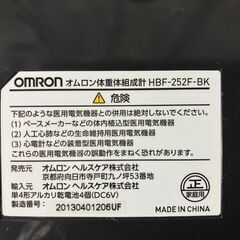 OMRON オムロン体重体組成計 HBF-252F-BK
⚠危険
下記のような医用電気機器との併用は絶対しないでください。
(1)ペースメーカーなどの体内植込型医用電気機器
(2)人工心肺などの生命維持用医用電気機器
(3)心電計などの装着型医用電気機器
これらの医用電気機器の誤動作をまねく恐れがあります。
発売元 オムロン ヘルスケア株式会社
京都府向日市寺戸町九ノ坪53番地
輸入元 オムロン ヘルスケア株式会社
単4形アルカリ乾電池4個(DC6V)
製造番号: 20130401206UF
正
家庭用
MADE IN CHINA